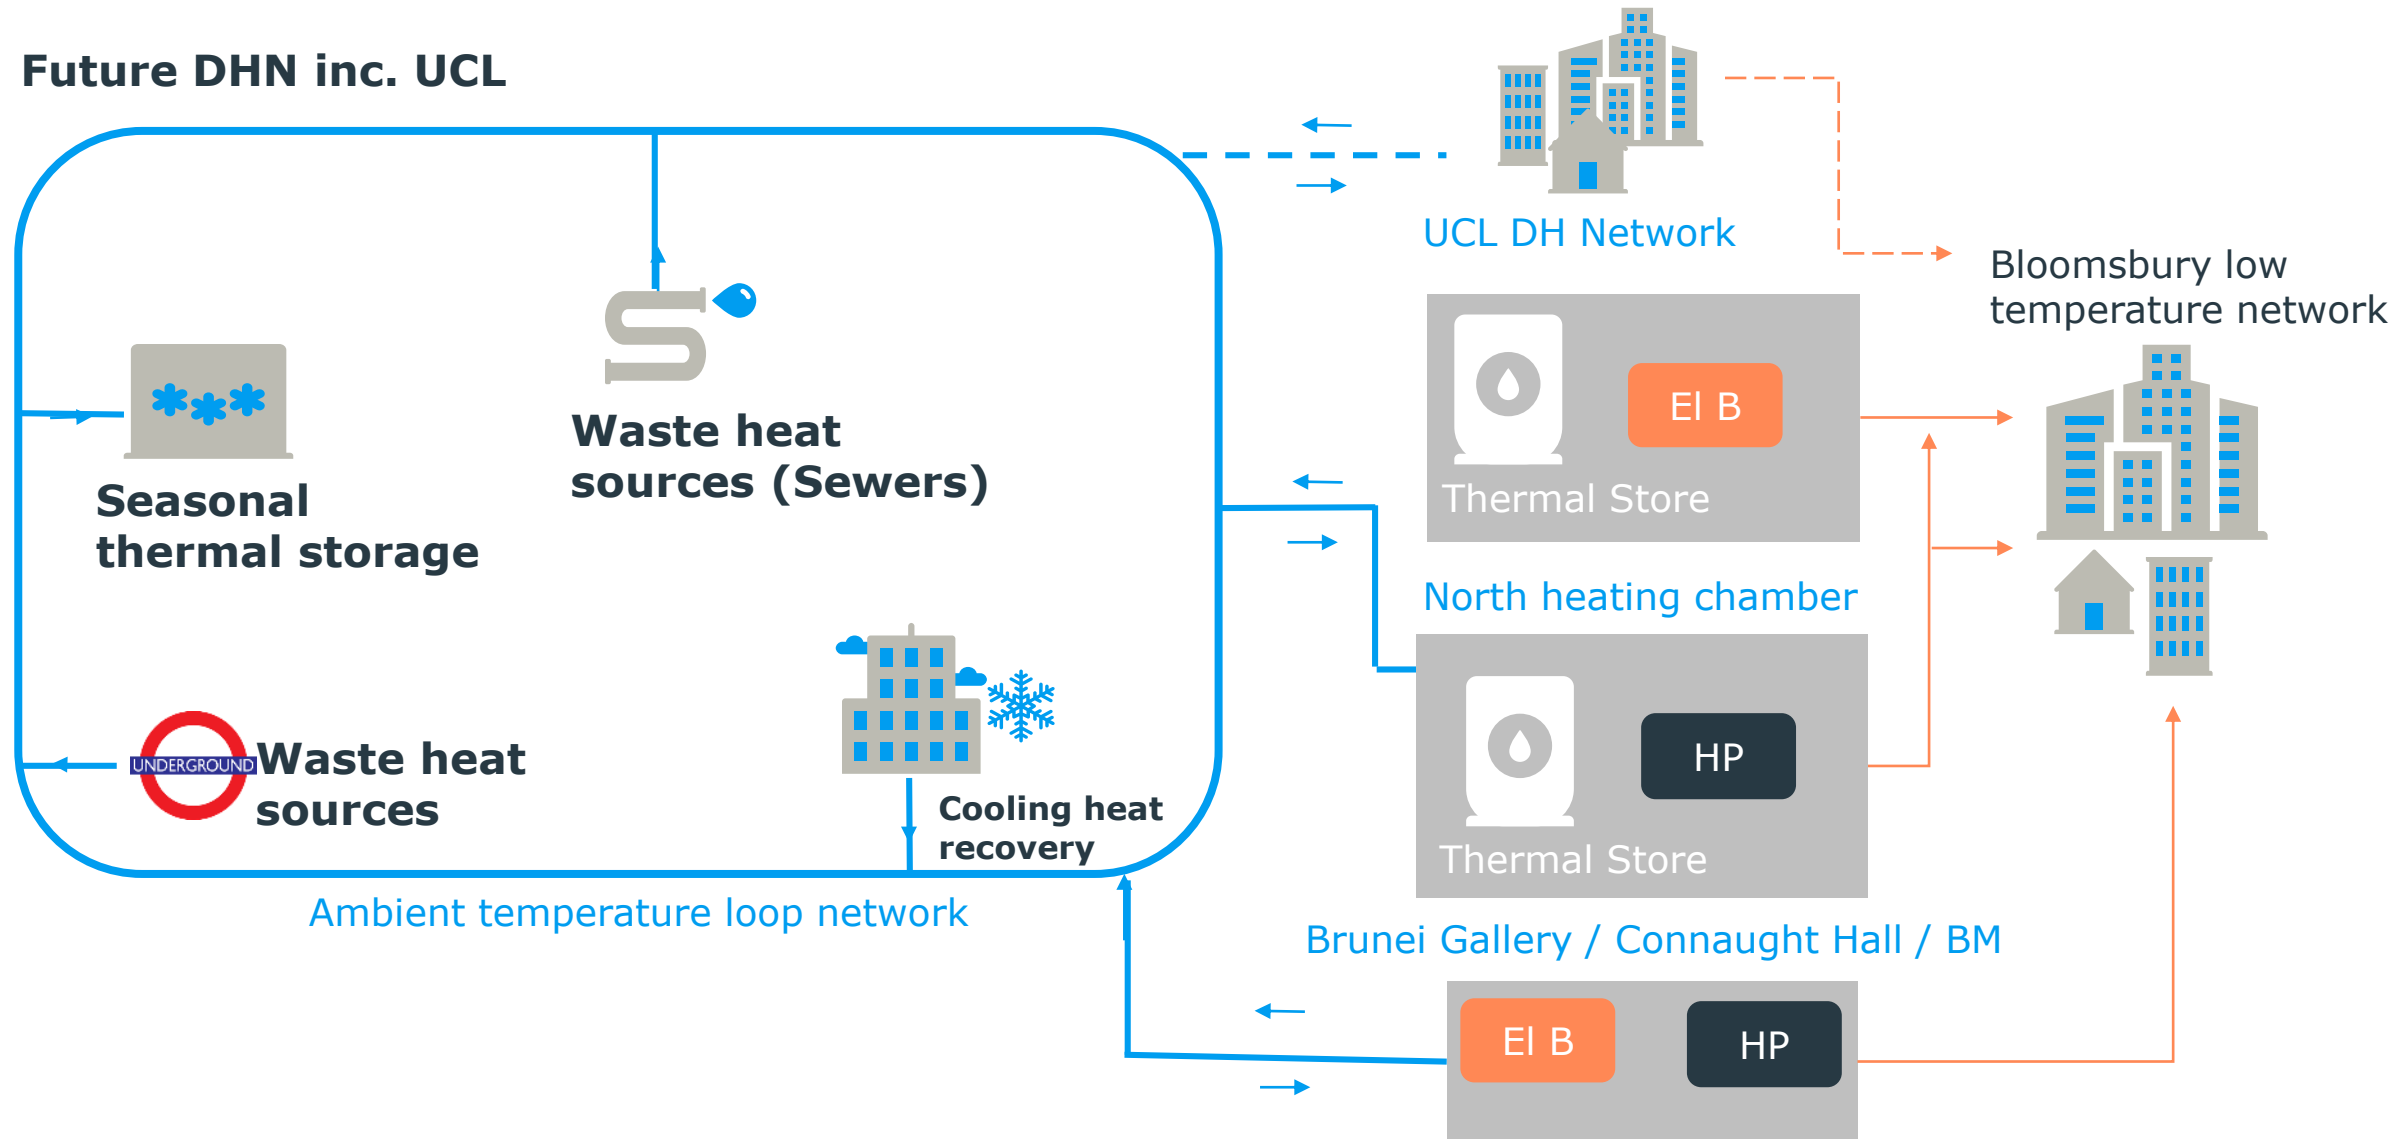 Future DHN inc. UCL
UCL DH Network
Bloomsbury low
temperature network
El B
Thermal Store
Waste heat
sources (Sewers)
Seasonal
thermal storage
North heating chamber
HP
Thermal Store
UNDERGROUND
Waste heat
sources
Cooling heat
recovery
Ambient temperature loop network
Brunei Gallery / Connaught Hall / BM
El B
HP